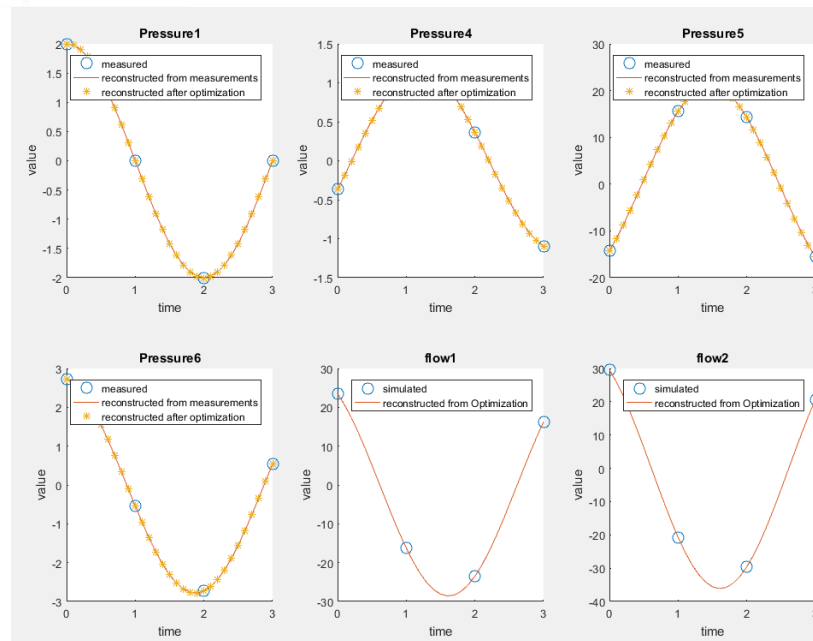 Pressure1
Pressure4
Pressure5
2
1.5
1
0.5
0
-0.5
-1
-1.5
-2
value
measured
reconstructed from measurements
reconstructed after optimization
0 1 2 3
time
1.5
-0.5
-1
-1.5
value
measured
reconstructed from measurements
reconstructed after optimization
0 1 2 3
time
30
10
0
-10
-20
value
measured
reconstructed from measurements
reconstructed after optimization
0 1 2 3
time
Pressure6
flow1
flow2
3
1
0
-1
-2
-3
value
measured
reconstructed from measurements
reconstructed after optimization
0 1 2 3
time
30
20
10
0
-10
-20
-30
value
simulated
reconstructed from Optimization
0 1 2 3
time
30
20
10
0
-10
-20
-30
-40
value
simulated
reconstructed from Optimization
0 1 2 3
time